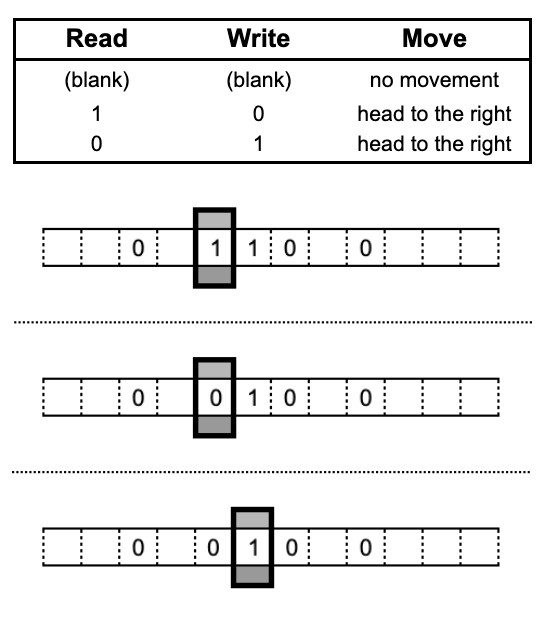 Read Write Move
(blank) (blank) no movement
1 0 head to the right
0 1 head to the right
0 1 1 0 0
0 0 1 0 0
0 0 1 0 0